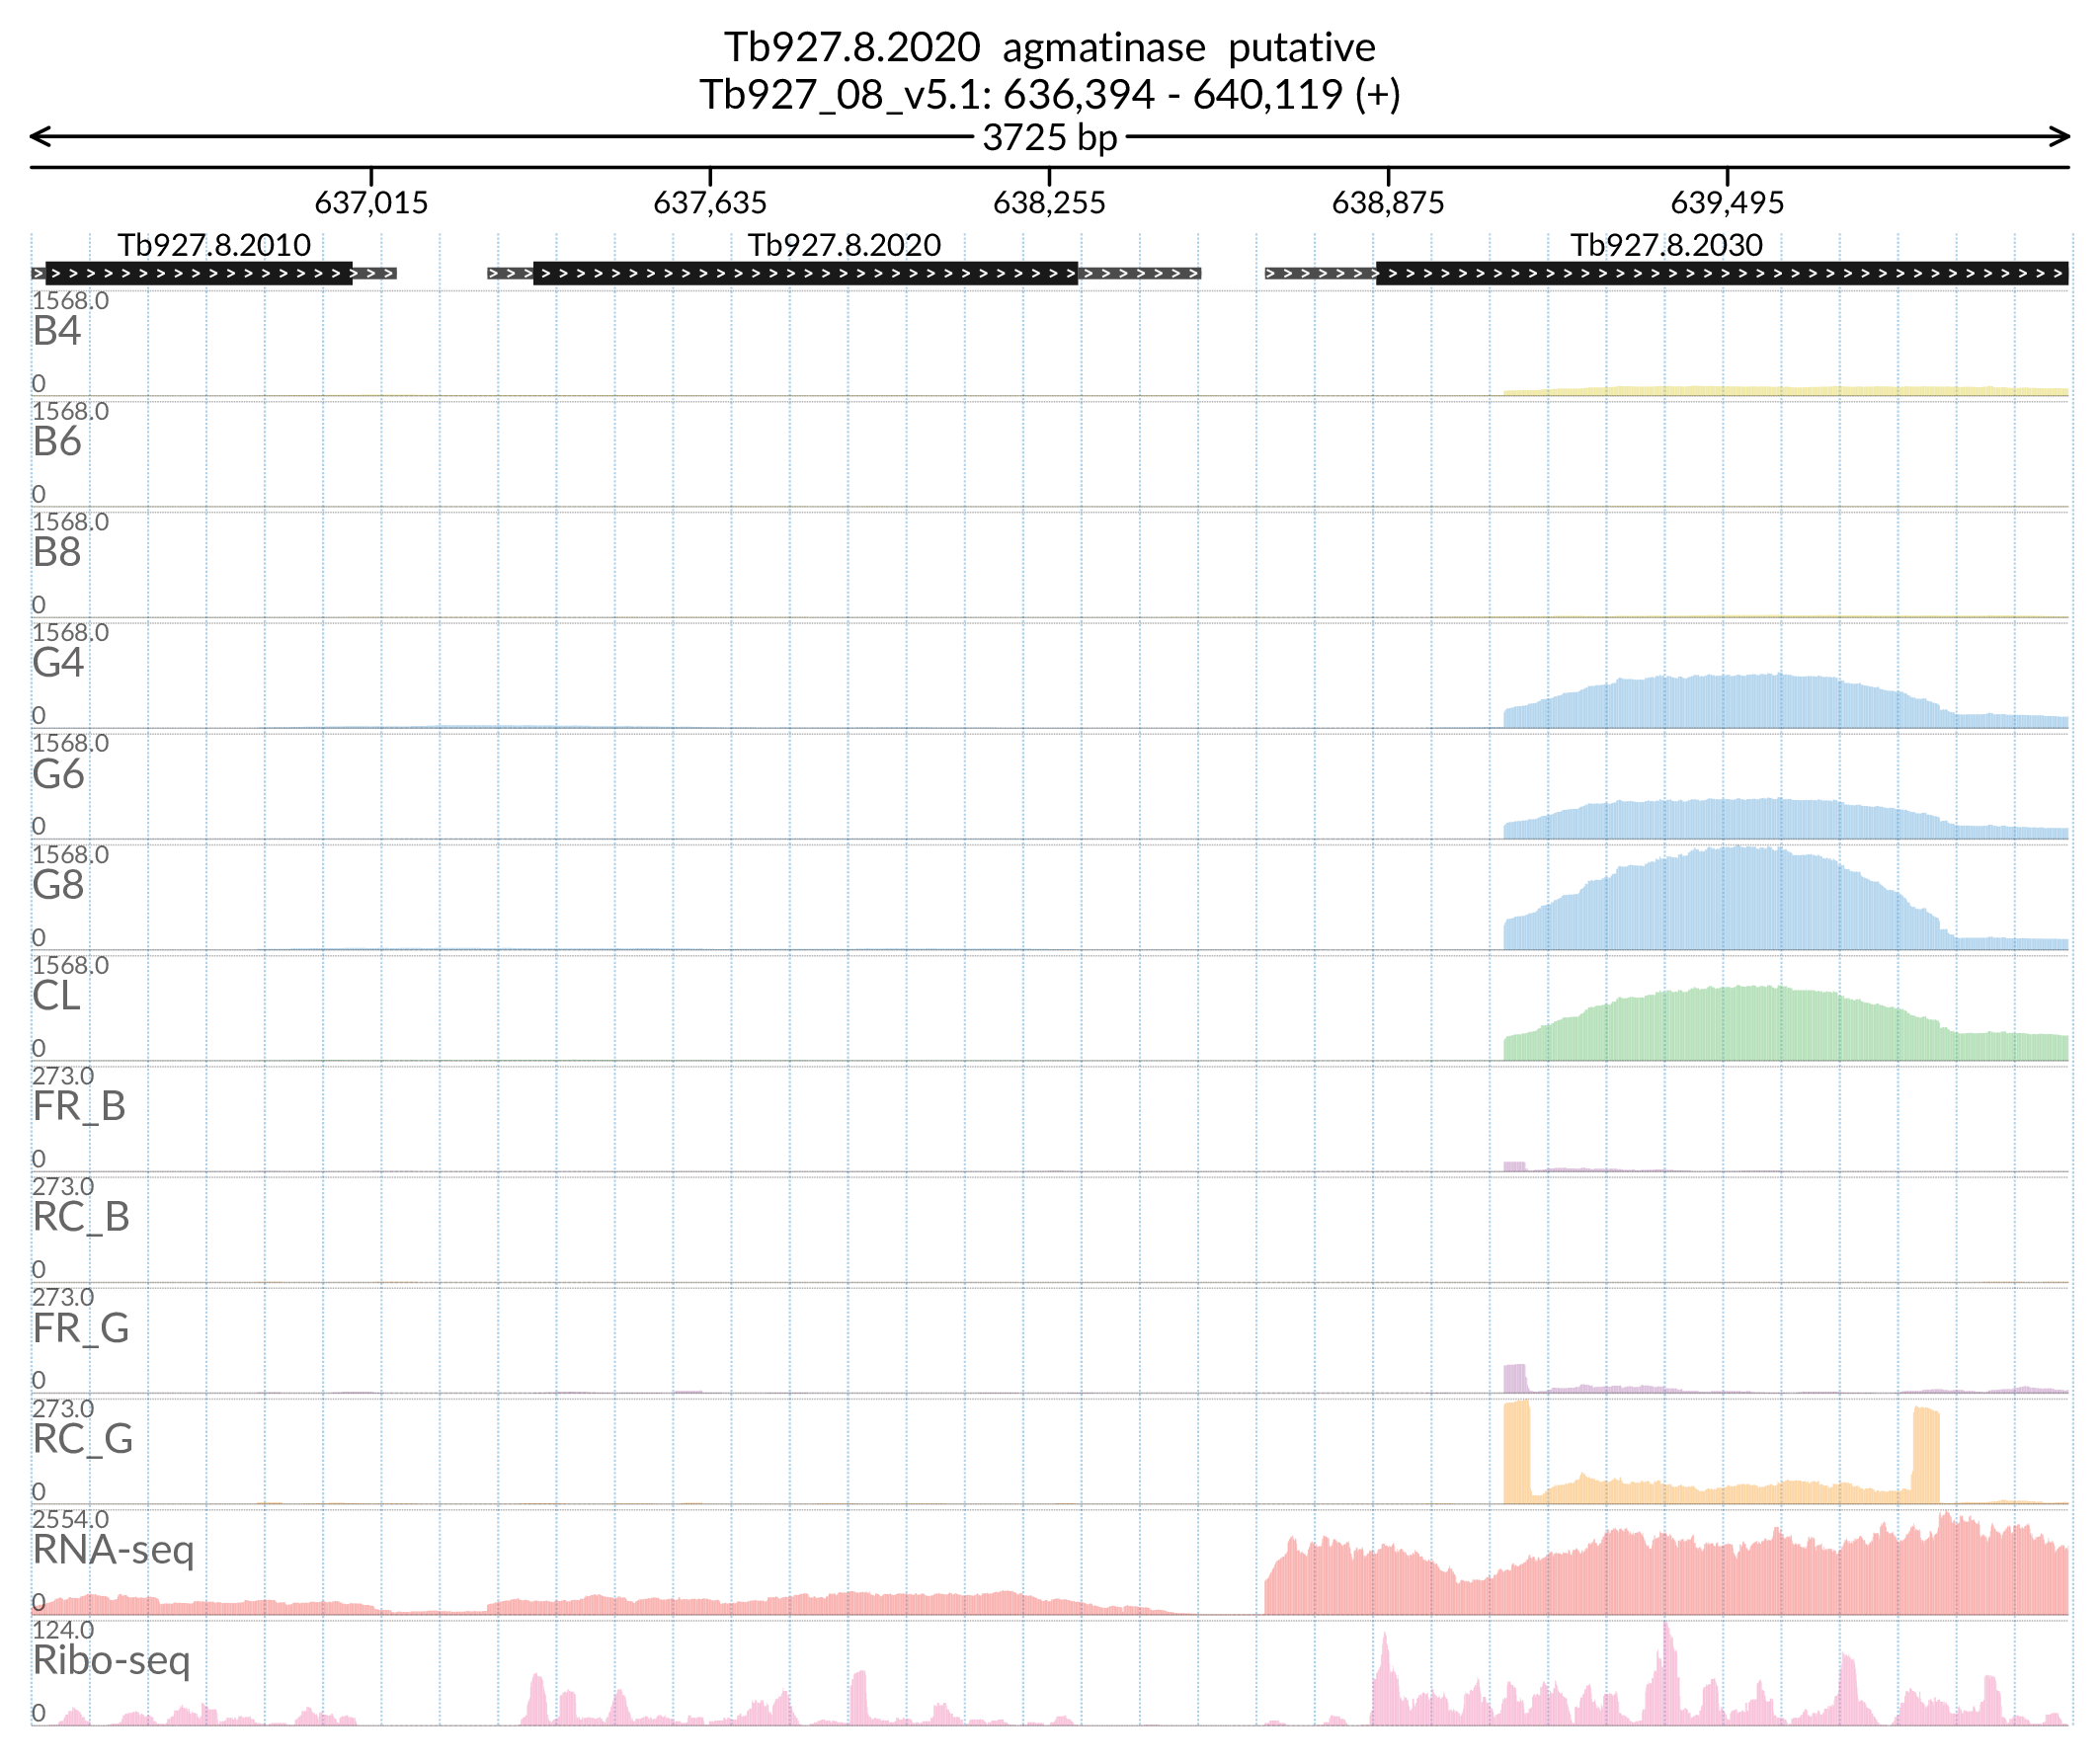 Tb927.8.2020 agmatinase putative
Tb927_08_v5.1: 636,394 - 640,119 (+)
3725 bp
637,015 637,635 638,255 638,875 639,495
Tb927.8.2010 Tb927.8.2020 Tb927.8.2030
1568.0
B4
0
1568.0
B6
0
1568.0
B8
0
1568.0
G4
0
1568.0
G6
0
1568.0
G8
0
1568.0
CL
0
273.0
FR_B
0
273.0
RC_B
0
273.0
FR_G
0
273.0
RC_G
0
2554.0
RNA-seq
0
124.0
Ribo-seq
0